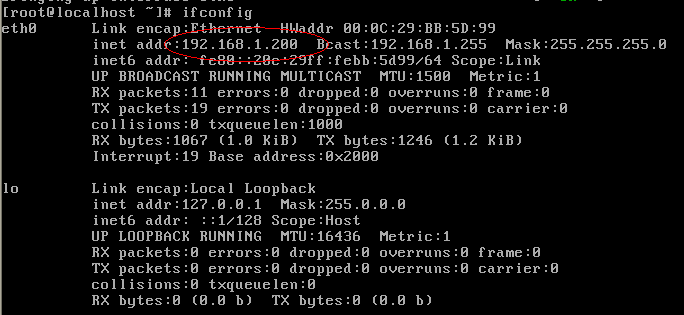 [root@localhost ~]# ifconfig
eth0 Link encap:Ethernet HWaddr 00:0C:29:BB:5D:99
inet addr:192.168.1.200 Bcast:192.168.1.255 Mask:255.255.255.0
inet6 addr: fe80::20c:29ff:febb:5d99/64 Scope:Link
UP BROADCAST RUNNING MULTICAST MTU:1500 Metric:1
RX packets:11 errors:0 dropped:0 overruns:0 frame:0
TX packets:19 errors:0 dropped:0 overruns:0 carrier:0
collisions:0 txqueuelen:1000
RX bytes:1067 (1.0 KiB) TX bytes:1246 (1.2 KiB)
Interrupt:19 Base address:0x2000
lo Link encap:Local Loopback
inet addr:127.0.0.1 Mask:255.0.0.0
inet6 addr: ::1/128 Scope:Host
UP LOOPBACK RUNNING MTU:16436 Metric:1
RX packets:0 errors:0 dropped:0 overruns:0 frame:0
TX packets:0 errors:0 dropped:0 overruns:0 carrier:0
collisions:0 txqueuelen:0
RX bytes:0 (0.0 b) TX bytes:0 (0.0 b)